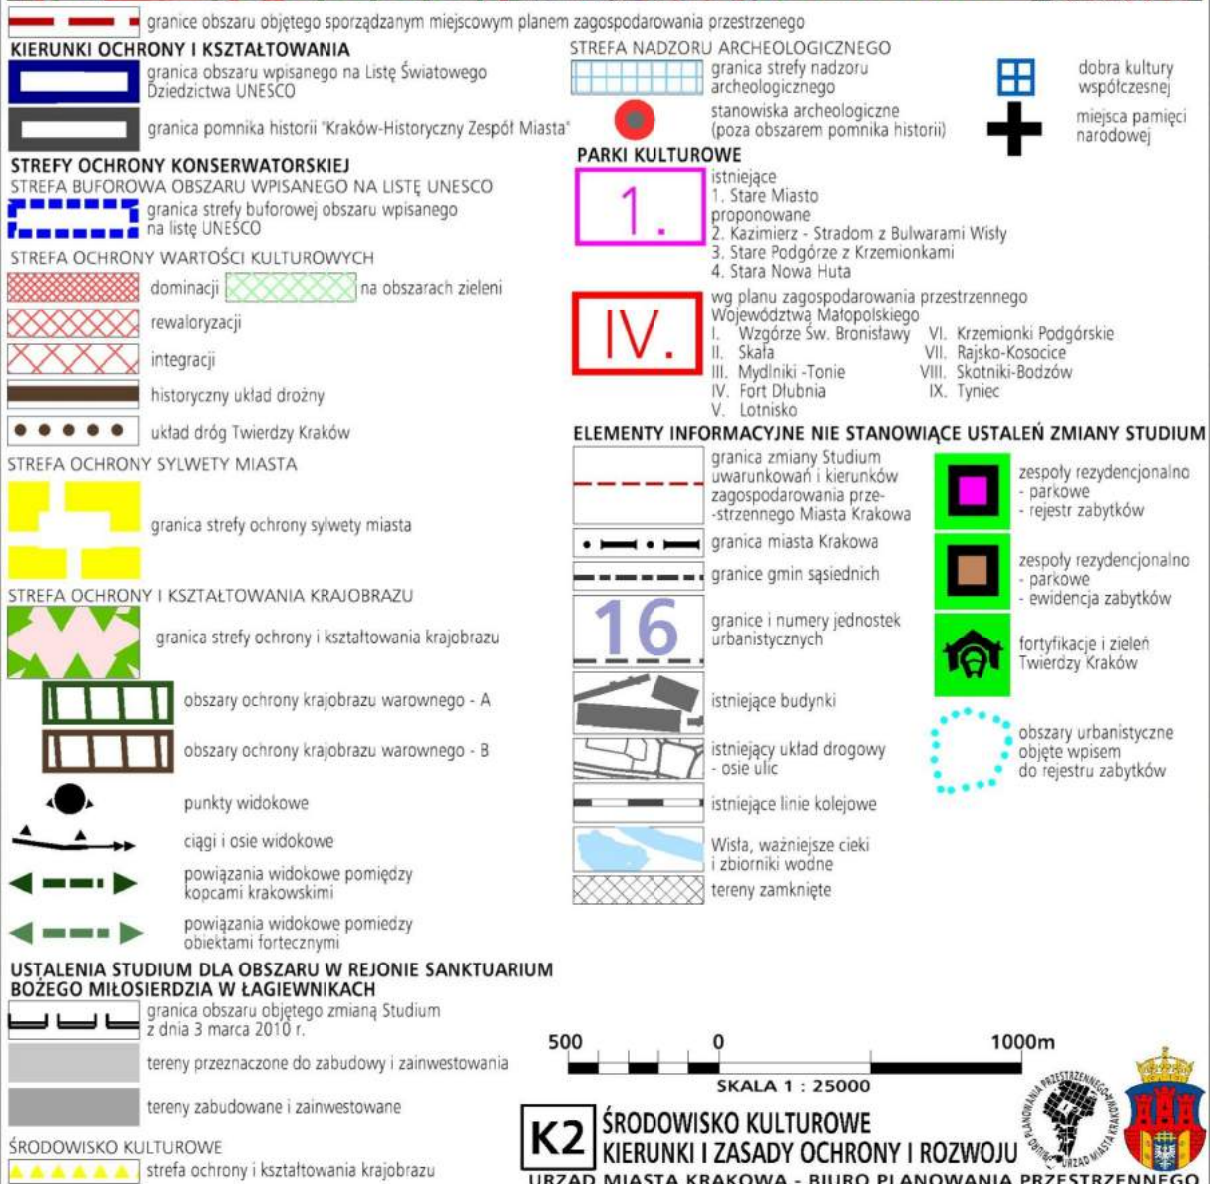 granice obszaru objętego sporządzanym miejscowym planem zagospodarowania przestrzenego
KIERUNKI OCHRONY I KSZTAŁTOWANIA
granica obszaru wpisanego na Listę Światowego
Dziedzictwa UNESCO
granica pomnika historii "Kraków-Historyczny Zespół Miasta"
STREFY OCHRONY KONSERWATORSKIEJ
STREFA BUFOROWA OBSZARU WPISANEGO NA LISTĘ UNESCO
granica strefy buforowej obszaru wpisanego
na listę UNESCO
STREFA OCHRONY WARTOŚCI KULTUROWYCH
dominacji
na obszarach zieleni
rewaloryzacji
integracji
historyczny układ drożny
układ dróg Twierdzy Kraków
STREFA OCHRONY SYLWETY MIASTA
granica strefy ochrony sylwety miasta
STREFA OCHRONY I KSZTAŁTOWANIA KRAJOBRAZU
granica strefy ochrony i kształtowania krajobrazu
obszary ochrony krajobrazu warownego - A
obszary ochrony krajobrazu warownego - B
punkty widokowe
ciągi i osie widokowe
powiązania widokowe pomiędzy
kopcami krakowskimi
powiązania widokowe pomiedzy
obiektami fortecznymi
USTALENIA STUDIUM DLA OBSZARU W REJONIE SANKTUARIUM
BOŻEGO MIŁOSIERDZIA W ŁAGIEWNIKACH
granica obszaru objętego zmianą Studium
z dnia 3 marca 2010 r.
tereny przeznaczone do zabudowy i zainwestowania
tereny zabudowane i zainwestowane
ŚRODOWISKO KULTUROWE
strefa ochrony i kształtowania krajobrazu
STREFA NADZORU ARCHEOLOGICZNEGO
granica strefy nadzoru
archeologicznego
stanowiska archeologiczne
(poza obszarem pomnika historii)
dobra kultury
współczesnej
miejsca pamięci
narodowej
PARKI KULTUROWE
1.
istniejące
1. Stare Miasto
proponowane
2. Kazimierz - Stradom z Bulwarami Wisły
3. Stare Podgórze z Krzemionkami
4. Stara Nowa Huta
IV.
wg planu zagospodarowania przestrzennego
Województwa Małopolskiego
I. Wzgórze Św. Bronisławy VI. Krzemionki Podgórskie
II. Skała VII. Rajsko-Kosocice
III. Mydlniki -Tonie VIII. Skotniki-Bodzów
IV. Fort Dłubnia IX. Tyniec
V. Lotnisko
ELEMENTY INFORMACYJNE NIE STANOWIĄCE USTALEŃ ZMIANY STUDIUM
granica zmiany Studium
uwarunkowań i kierunków
zagospodarowania prze-
-strzennego Miasta Krakowa
granica miasta Krakowa
granice gmin sąsiednich
16
granice i numery jednostek
urbanistycznych
istniejące budynki
istniejący układ drogowy
- osie ulic
istniejące linie kolejowe
Wisła, ważniejsze cieki
i zbiorniki wodne
tereny zamknięte
zespoły rezydencjonalno
- parkowe
- rejestr zabytków
zespoły rezydencjonalno
- parkowe
- ewidencja zabytków
fortyfikacje i zieleń
Twierdzy Kraków
obszary urbanistyczne
objęte wpisem
do rejestru zabytków
500 0 1000m
SKALA 1 : 25000
K2
ŚRODOWISKO KULTUROWE
KIERUNKI I ZASADY OCHRONY I ROZWOJU
BIURO PLANOWANIA PRZESTRZENNEGO
URZĄD MIASTA KRAKOWA
URZĄD MIASTA KRAKOWA - BIURO PLANOWANIA PRZESTRZENNEGO